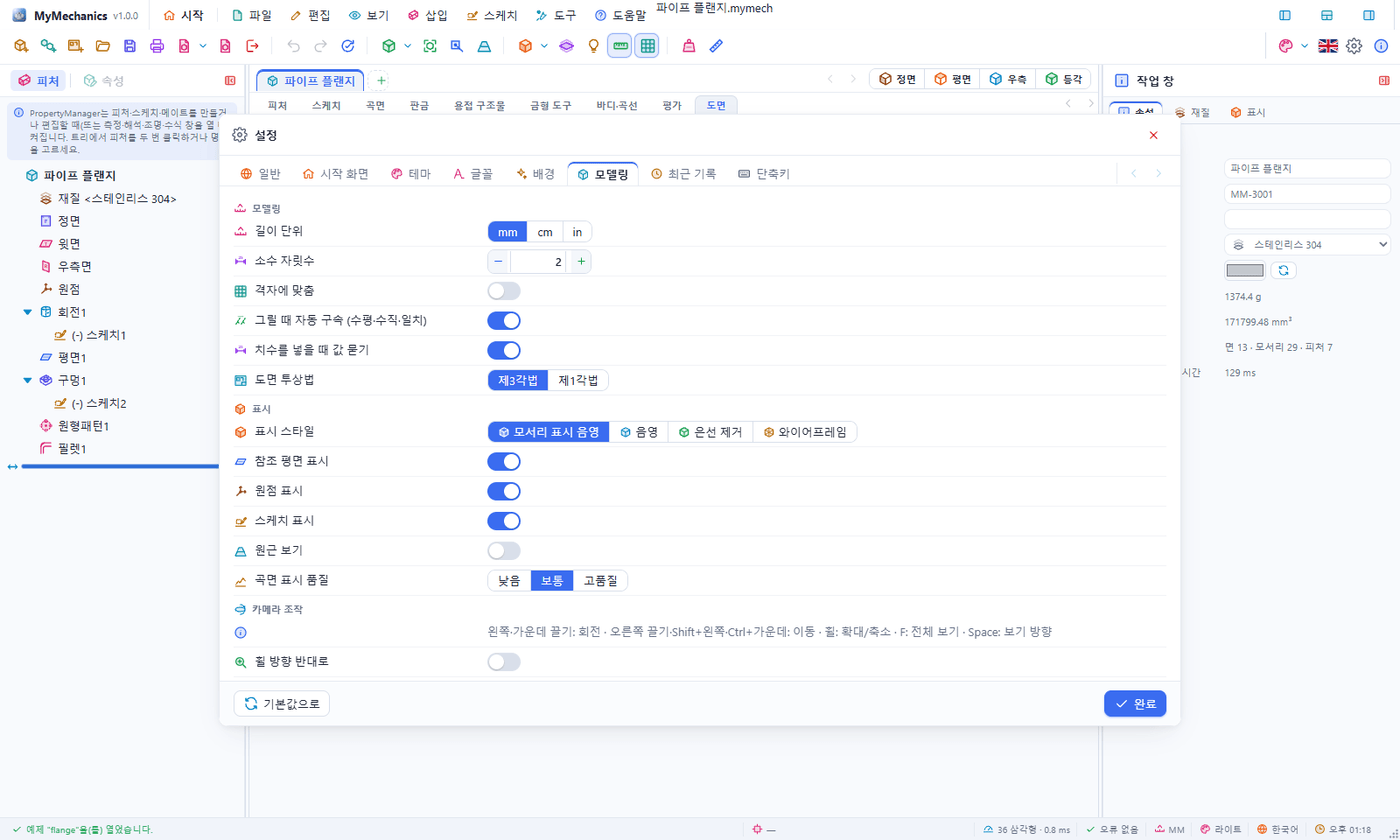 MyMechanics v1.0.0 시작 파일 편집 보기 삽입 스케치 도구 도움말 파이프 플랜지.mymech
피처 속성
파이프 플랜지
정면 평면 우측 등각
작업 창
피처 스케치 곡면 판금 용접 구조물 금형 도구 바디·곡선 평가 도면
속성 재질 표시
PropertyManager는 피처·스케치·메이트를 만들거
나 편집할 때(또는 측정·해석·조명·수식 창을 열
켜집니다. 트리에서 피처를 두 번 클릭하거나 명
을 고르세요.
파이프 플랜지
재질 <스테인리스 304>
정면
윗면
우측면
원점
회전1
(-) 스케치1
평면1
구멍1
(-) 스케치2
원형패턴1
필렛1
설정
일반 시작 화면 테마 글꼴 배경 모델링 최근 기록 단축키
모델링
길이 단위 mm cm in
소수 자릿수 2
격자에 맞춤
그릴 때 자동 구속 (수평·수직·일치)
치수를 넣을 때 값 묻기
도면 투상법 제3각법 제1각법
표시
표시 스타일 모서리 표시 음영 음영 은선 제거 와이어프레임
참조 평면 표시
원점 표시
스케치 표시
원근 보기
곡면 표시 품질 낮음 보통 고품질
카메라 조작
왼쪽·가운데 끌기: 회전 · 오른쪽 끌기·Shift+왼쪽·Ctrl+가운데: 이동 · 휠: 확대/축소 · F: 전체 보기 · Space: 보기 방향
휠 방향 반대로
기본값으로 완료
파이프 플랜지
MM-3001
스테인리스 304
1374.4 g
171799.48 mm³
면 13 · 모서리 29 · 피처 7
시간 129 ms
예제 "flange"을(를) 열었습니다.
—
36 삼각형 · 0.8 ms 오류 없음 MM 라이트 한국어 오후 01:18